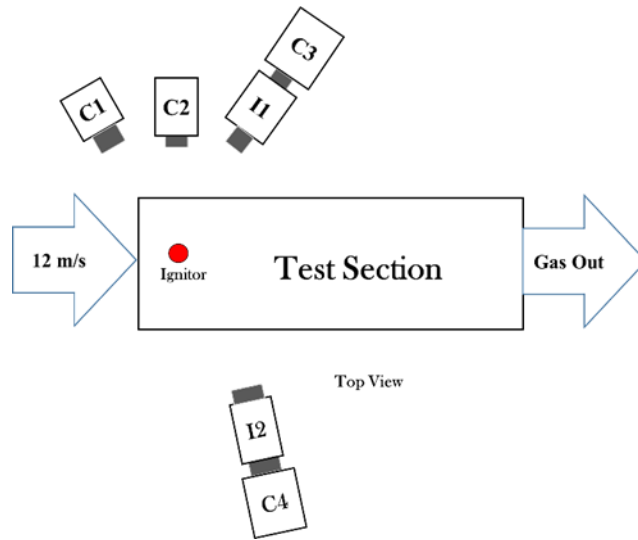 C3
C1
C2
I1
12 m/s
Ignitor
Test Section
Gas Out
Top View
I2
C4